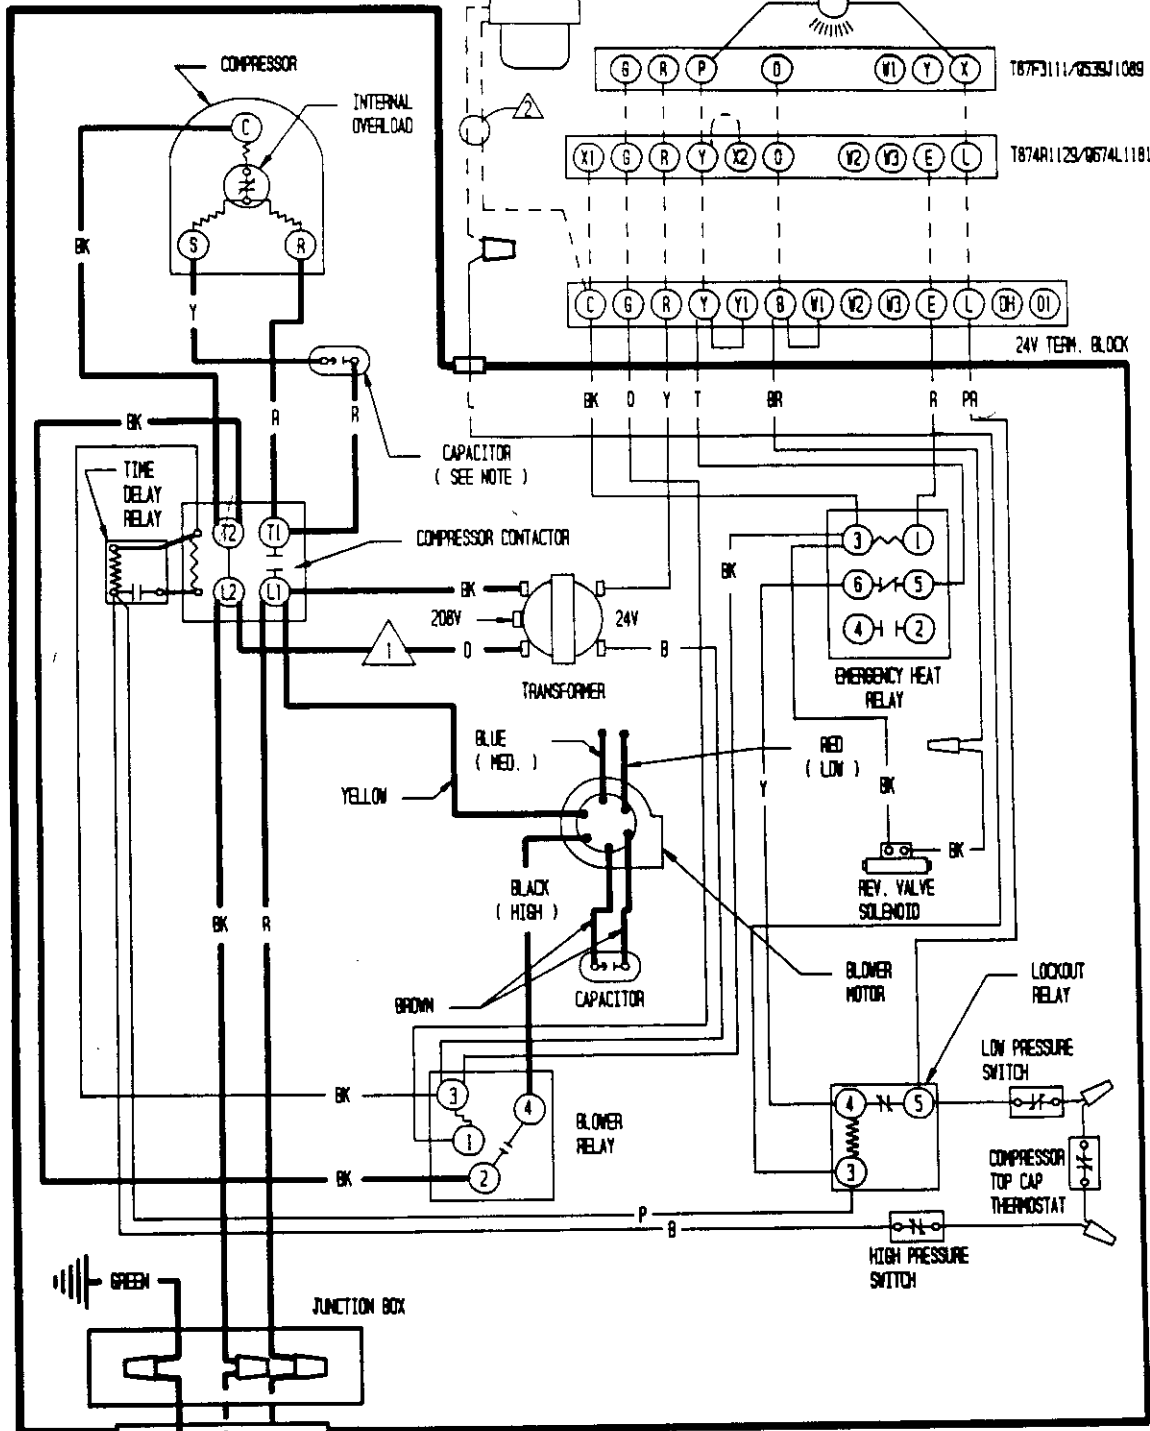 COMPRESSOR
INTERNAL
OVERLOAD
C
S
R
BK
Y
R
R
2
G R P O W1 Y X
T87F3111/Q539J1089
X1 G R Y X2 O W2 W3 E L
T874R1129/Q674L1181
C G R Y Y1 B W1 W2 W3 E L DH O1
24V TERM. BLOCK
L
BK O Y T BR R PR
CAPACITOR
( SEE NOTE )
BK
TIME
DELAY
RELAY
T2 T1
L2 L1
COMPRESSOR CONTACTOR
BK
208V
24V
1
O
B
TRANSFORMER
BK
3 1
6 5
4 2
EMERGENCY HEAT
RELAY
BLUE
( MED. )
RED
( LOW )
YELLOW
Y
BK
BK
REV. VALVE
SOLENOID
BLACK
( HIGH )
BK R
BROWN
CAPACITOR
BLOWER
MOTOR
LOCKOUT
RELAY
LOW PRESSURE
SWITCH
BK
3
4
1
2
BLOWER
RELAY
4 5
3
COMPRESSOR
TOP CAP
THERMOSTAT
BK
P
B
HIGH PRESSURE
SWITCH
GREEN
JUNCTION BOX